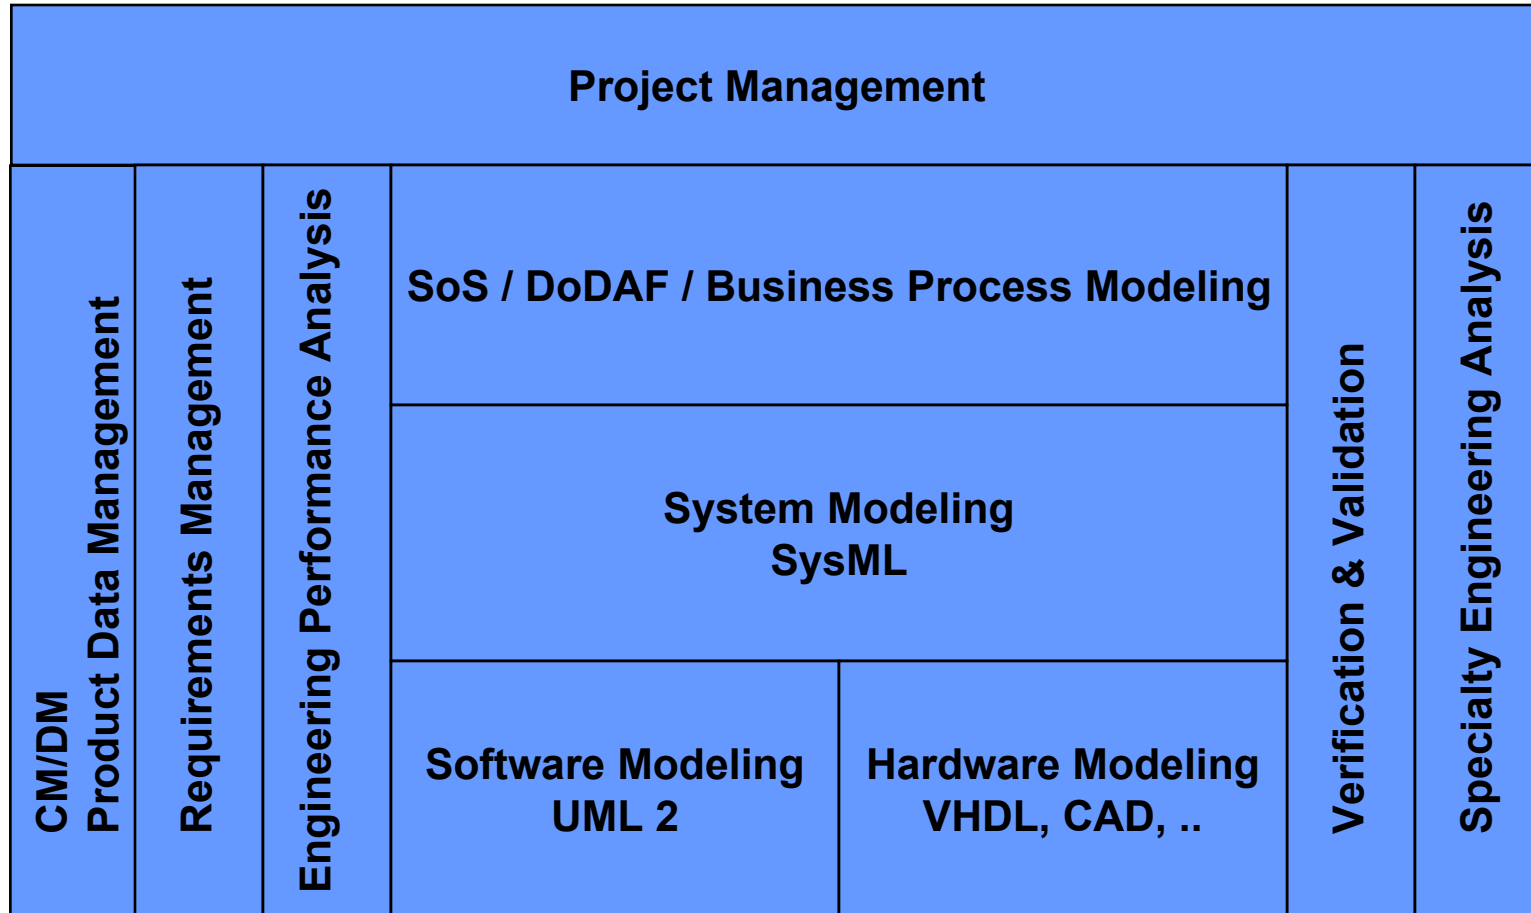 Project Management
CM/DM
Product Data Management
Requirements Management
Engineering Performance Analysis
SoS / DoDAF / Business Process Modeling
System Modeling
SysML
Software Modeling
UML 2
Hardware Modeling
VHDL, CAD, ..
Verification & Validation
Specialty Engineering Analysis